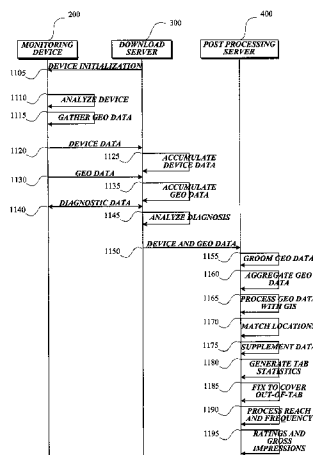 200
300
400
MONITORING
DEVICE
DOWNLOAD
SERVER
POST PROCESSING
SERVER
DEVICE INITIALIZATION
1105
1110
ANALYZE DEVICE
1115
GATHER GEO DATA
1120
DEVICE DATA
1125
ACCUMULATE
DEVICE DATA
1130
GEO DATA
1135
ACCUMULATE
GEO DATA
1140
DIAGNOSTIC DATA
1145
ANALYZE DIAGNOSIS
1150
DEVICE AND GEO DATA
1155
GROOM GEO DATA
1160
AGGREGATE GEO
DATA
1165
PROCESS GEO DATA
WITH GIS
1170
MATCH LOCATIONS
1175
SUPPLEMENT DATA
1180
GENERATE TAB
STATISTICS
1185
FIX TO COVER
OUT-OF-TAB
1190
PROCESS REACH
AND FREQUENCY
1195
RATINGS AND
GROSS
IMPRESSIONS